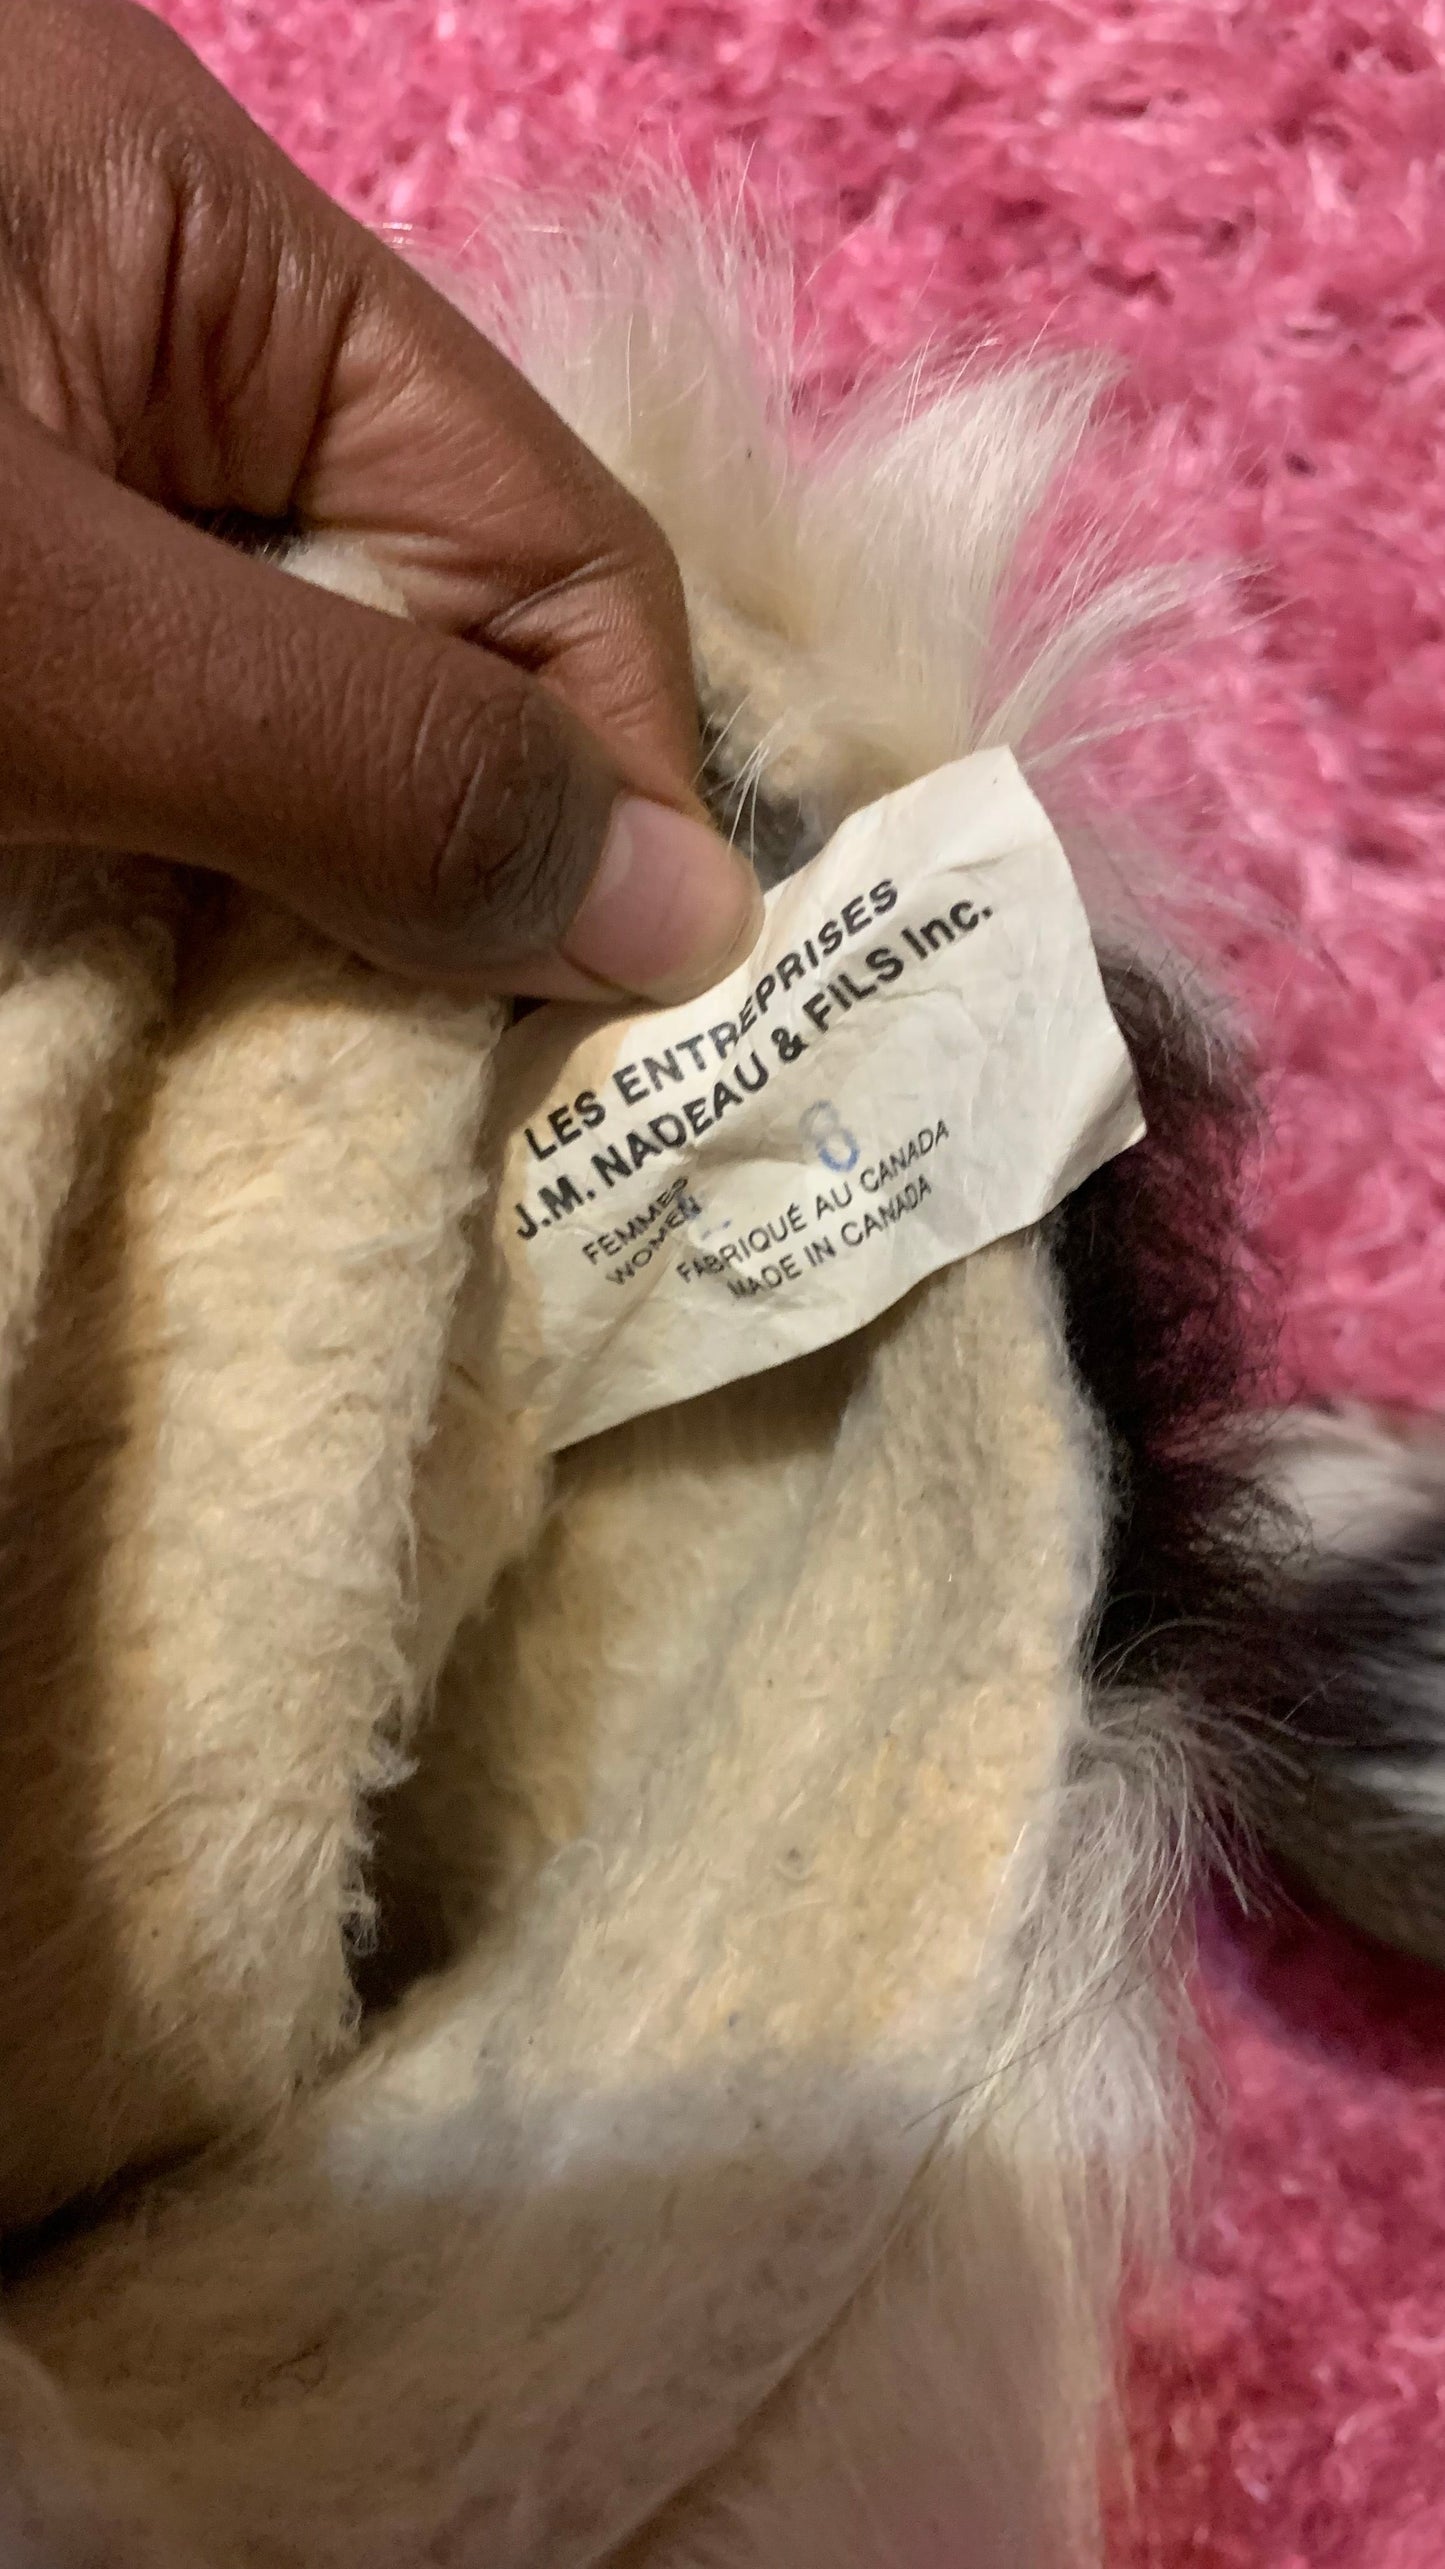 LES ENTREPRISES
J.M. NADEAU & FILS Inc.
8
FEMMES
WOMEN
FABRIQUÉ AU CANADA
MADE IN CANADA